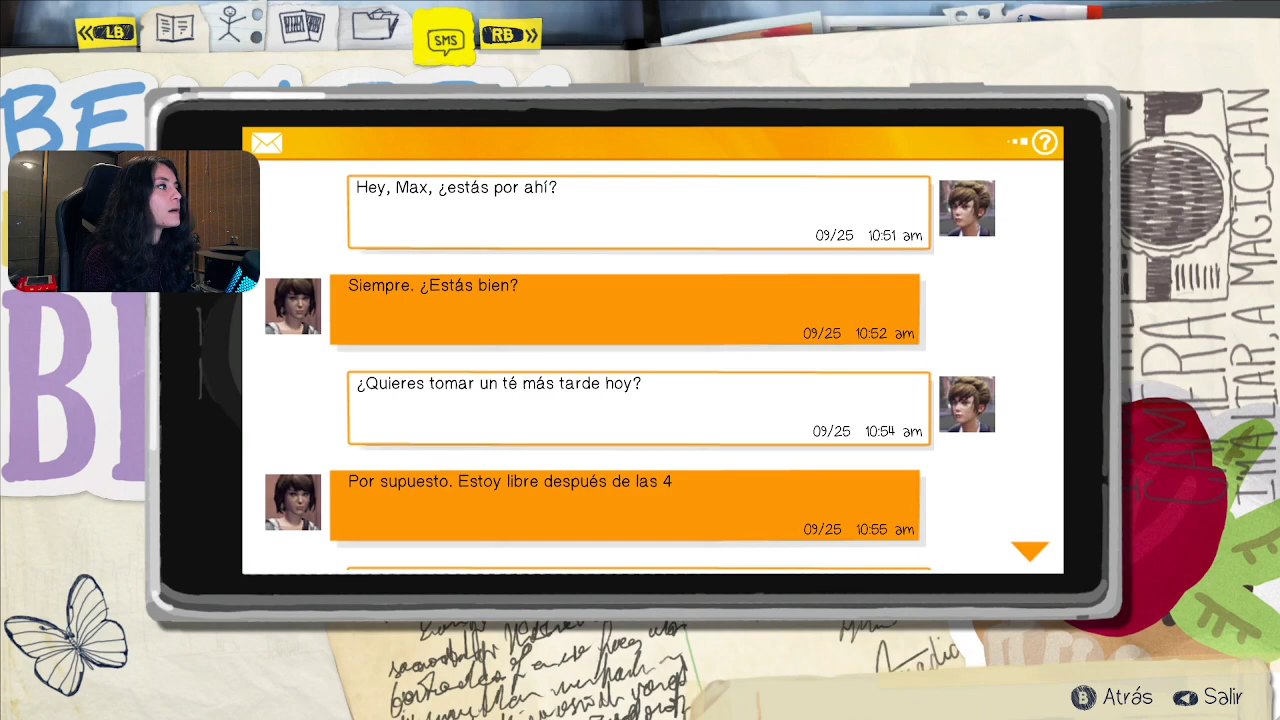 LB
SMS
RB
Hey, Max, ¿estás por ahí?
09/25 10:51 am
Siempre. ¿Estás bien?
09/25 10:52 am
¿Quieres tomar un té más tarde hoy?
09/25 10:54 am
Por supuesto. Estoy libre después de las 4
09/25 10:55 am
?
CAMERA
MAGICIAN
B Atrás
Salir